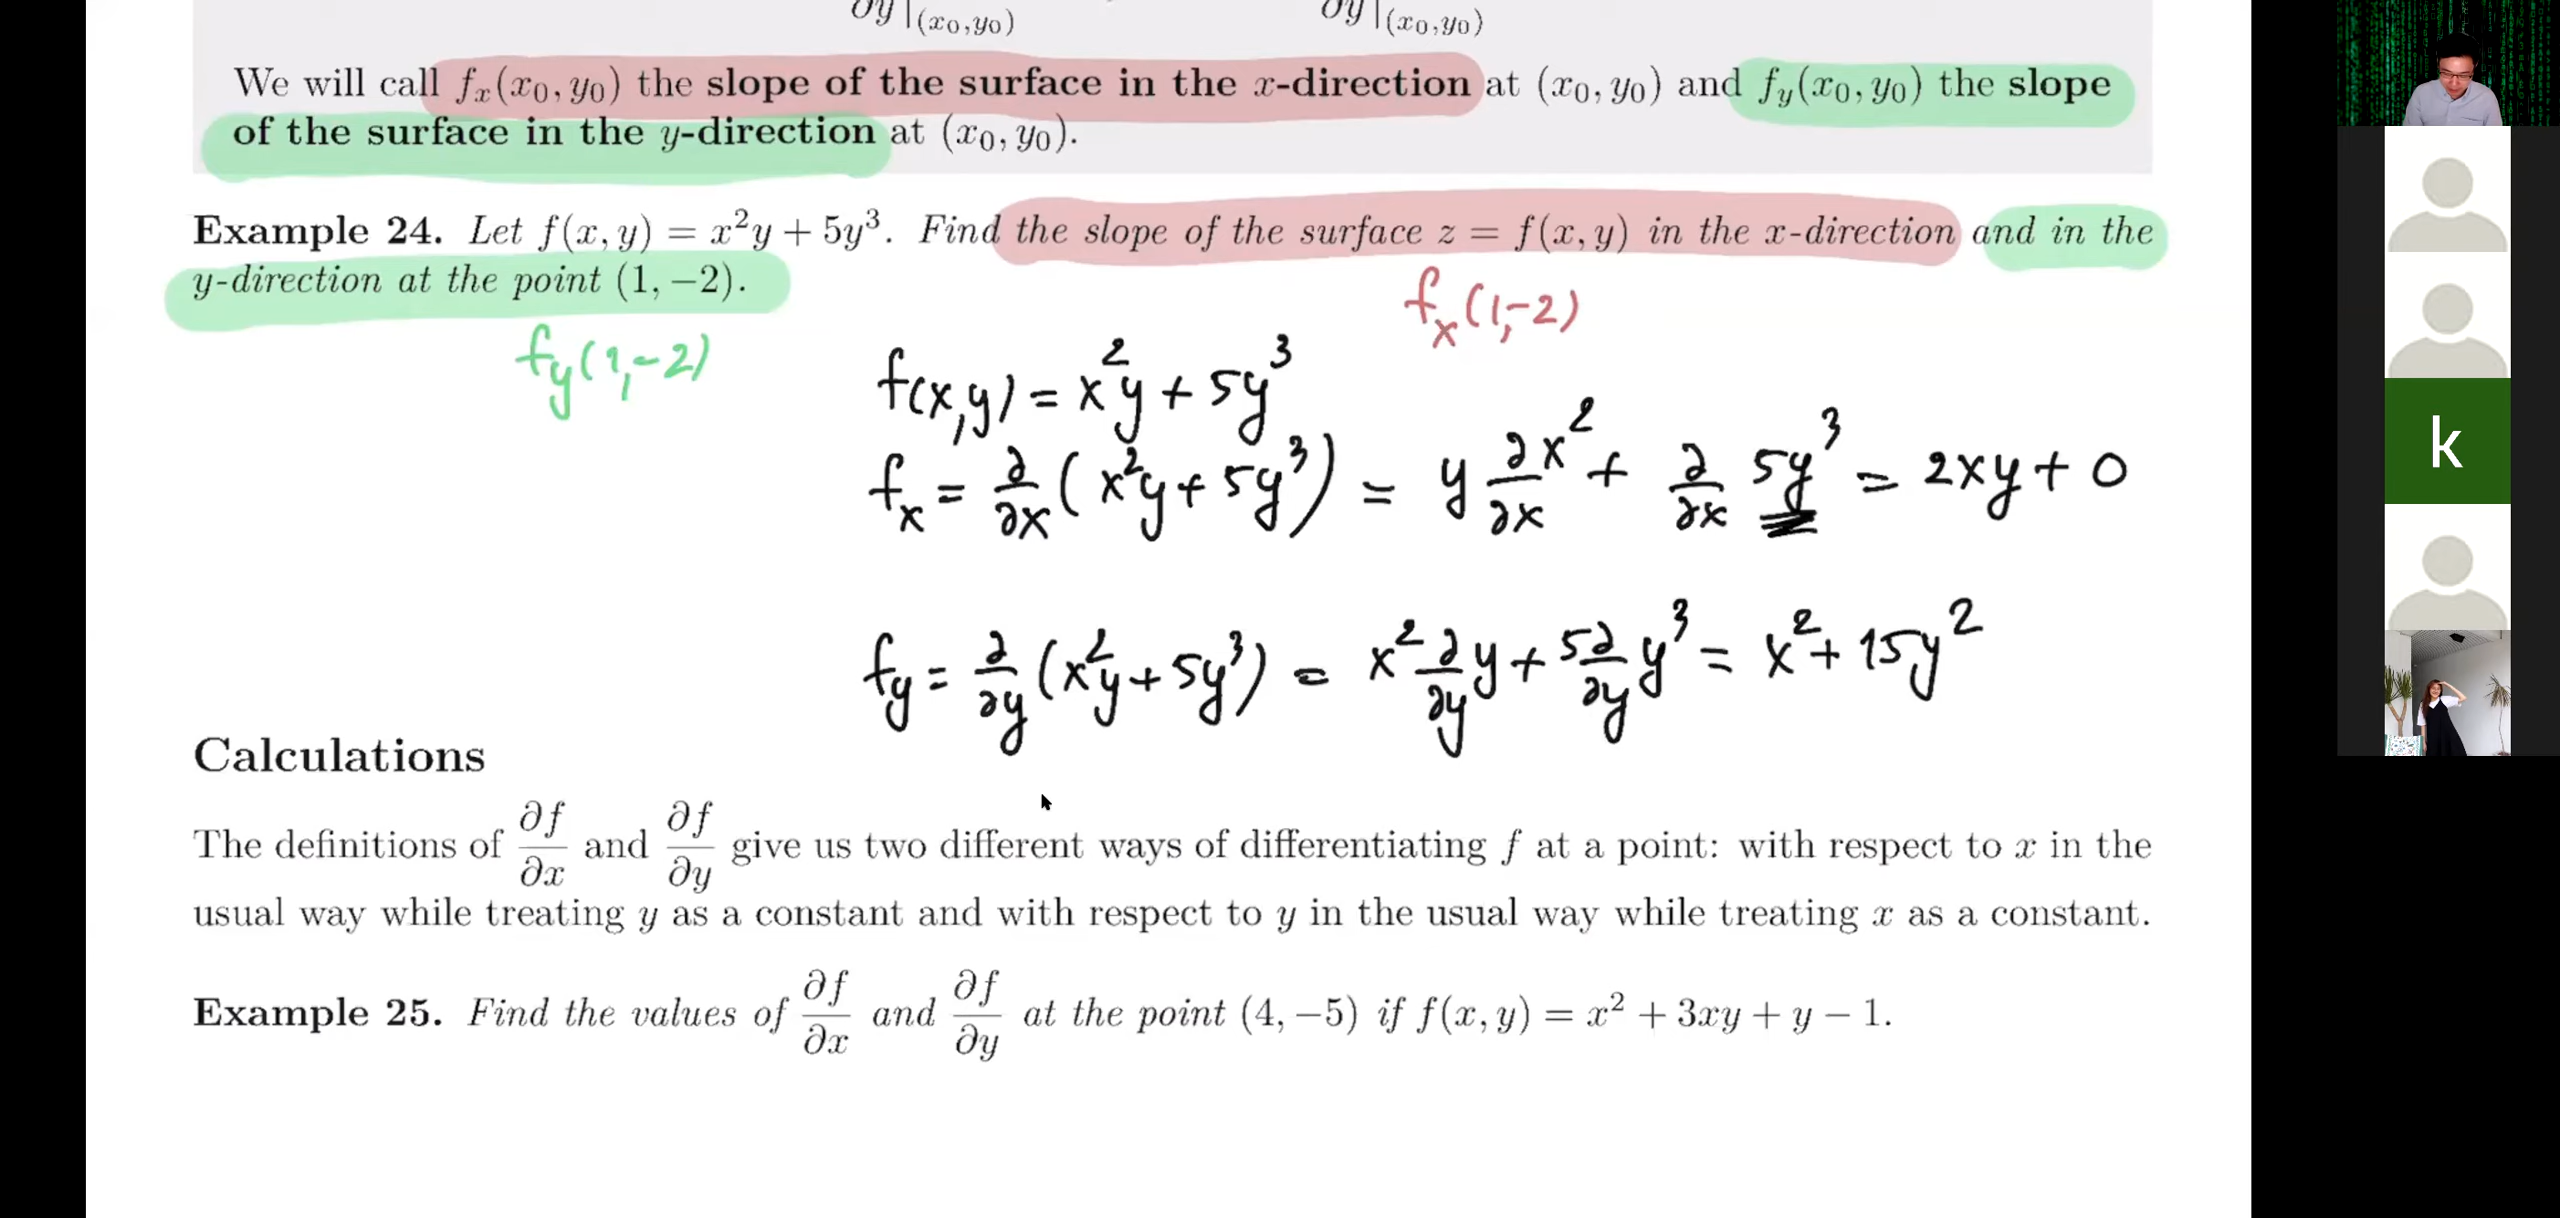 ∂y |(x₀,y₀) ∂y |(x₀,y₀)
We will call fₓ(x₀, y₀) the slope of the surface in the x-direction at (x₀, y₀) and f_y(x₀, y₀) the slope
of the surface in the y-direction at (x₀, y₀).
Example 24. Let f(x, y) = x²y + 5y³. Find the slope of the surface z = f(x, y) in the x-direction and in the
y-direction at the point (1, −2).
fₓ(1,-2)
f_y(1,-2)
f(x,y) = x²y + 5y³
fₓ = ∂/∂x (x²y + 5y³) = y ∂x²/∂x + ∂/∂x 5y³ = 2xy + 0
f_y = ∂/∂y (x²y + 5y³) = x² ∂/∂y y + 5∂/∂y y³ = x² + 15y²
Calculations
The definitions of ∂f/∂x and ∂f/∂y give us two different ways of differentiating f at a point: with respect to x in the
usual way while treating y as a constant and with respect to y in the usual way while treating x as a constant.
Example 25. Find the values of ∂f/∂x and ∂f/∂y at the point (4, −5) if f(x, y) = x² + 3xy + y − 1.
k